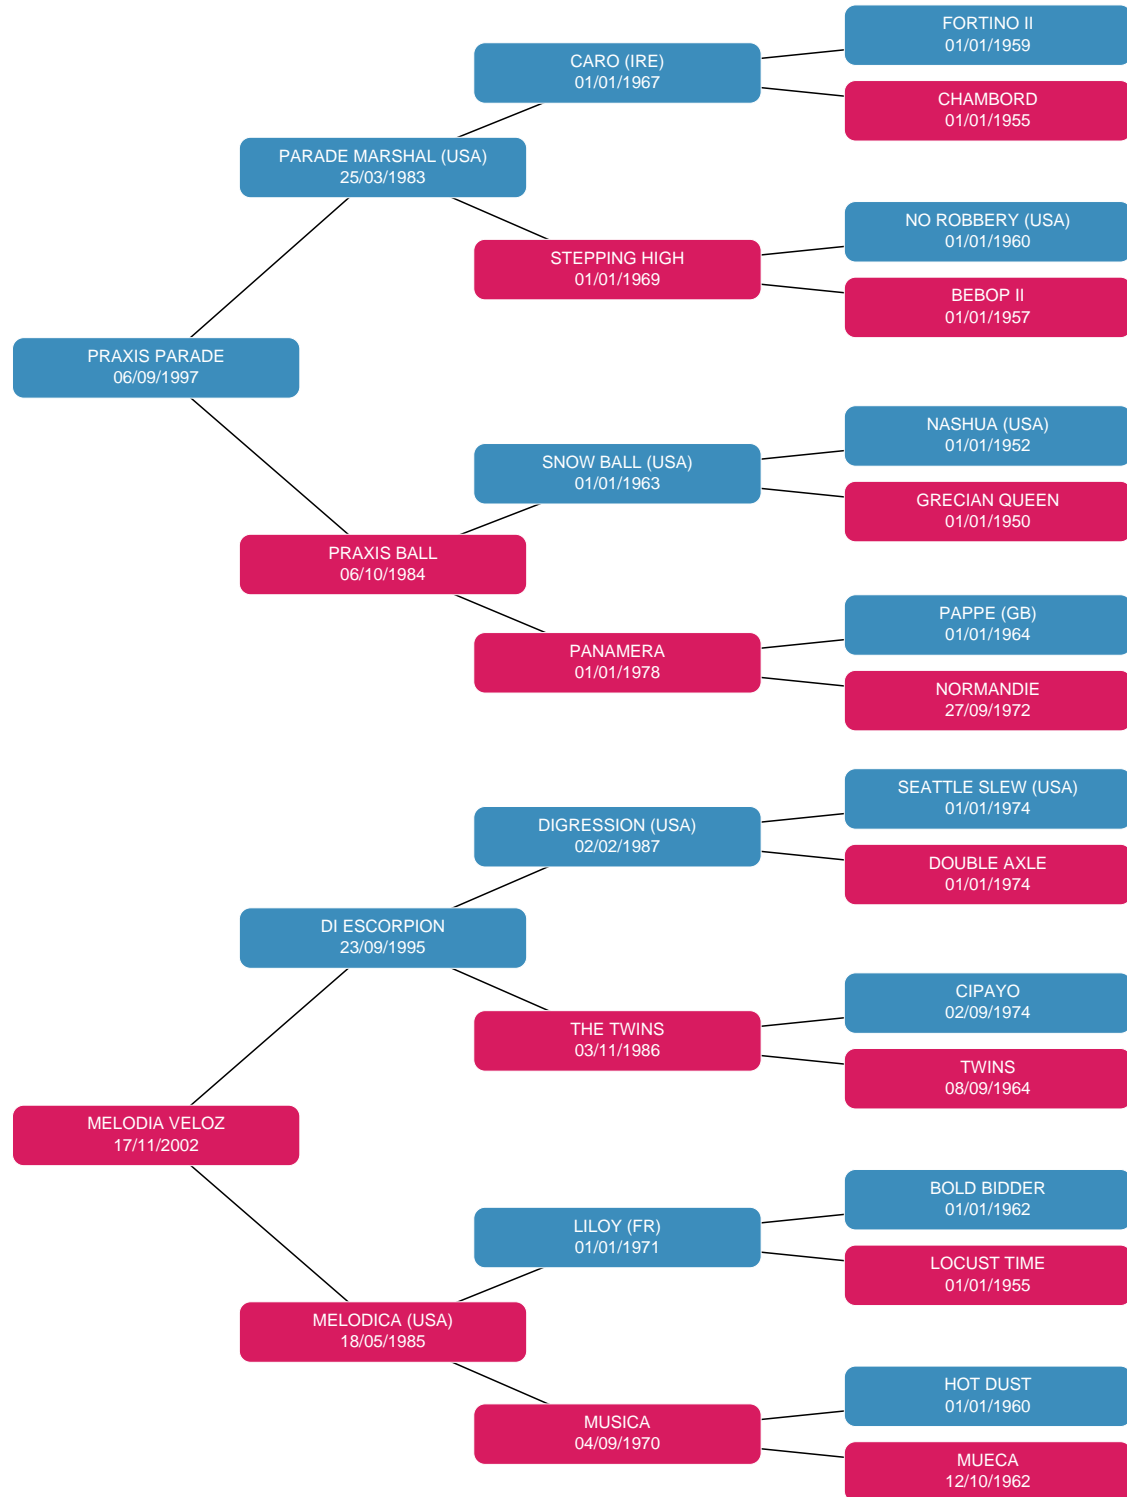 FORTINO II
01/01/1959
CARO (IRE)
01/01/1967
CHAMBORD
01/01/1955
PARADE MARSHAL (USA)
25/03/1983
NO ROBBERY (USA)
01/01/1960
STEPPING HIGH
01/01/1969
BEBOP II
01/01/1957
PRAXIS PARADE
06/09/1997
NASHUA (USA)
01/01/1952
SNOW BALL (USA)
01/01/1963
GRECIAN QUEEN
01/01/1950
PRAXIS BALL
06/10/1984
PAPPE (GB)
01/01/1964
PANAMERA
01/01/1978
NORMANDIE
27/09/1972
SEATTLE SLEW (USA)
01/01/1974
DIGRESSION (USA)
02/02/1987
DOUBLE AXLE
01/01/1974
DI ESCORPION
23/09/1995
CIPAYO
02/09/1974
THE TWINS
03/11/1986
TWINS
08/09/1964
MELODIA VELOZ
17/11/2002
BOLD BIDDER
01/01/1962
LILOY (FR)
01/01/1971
LOCUST TIME
01/01/1955
MELODICA (USA)
18/05/1985
HOT DUST
01/01/1960
MUSICA
04/09/1970
MUECA
12/10/1962